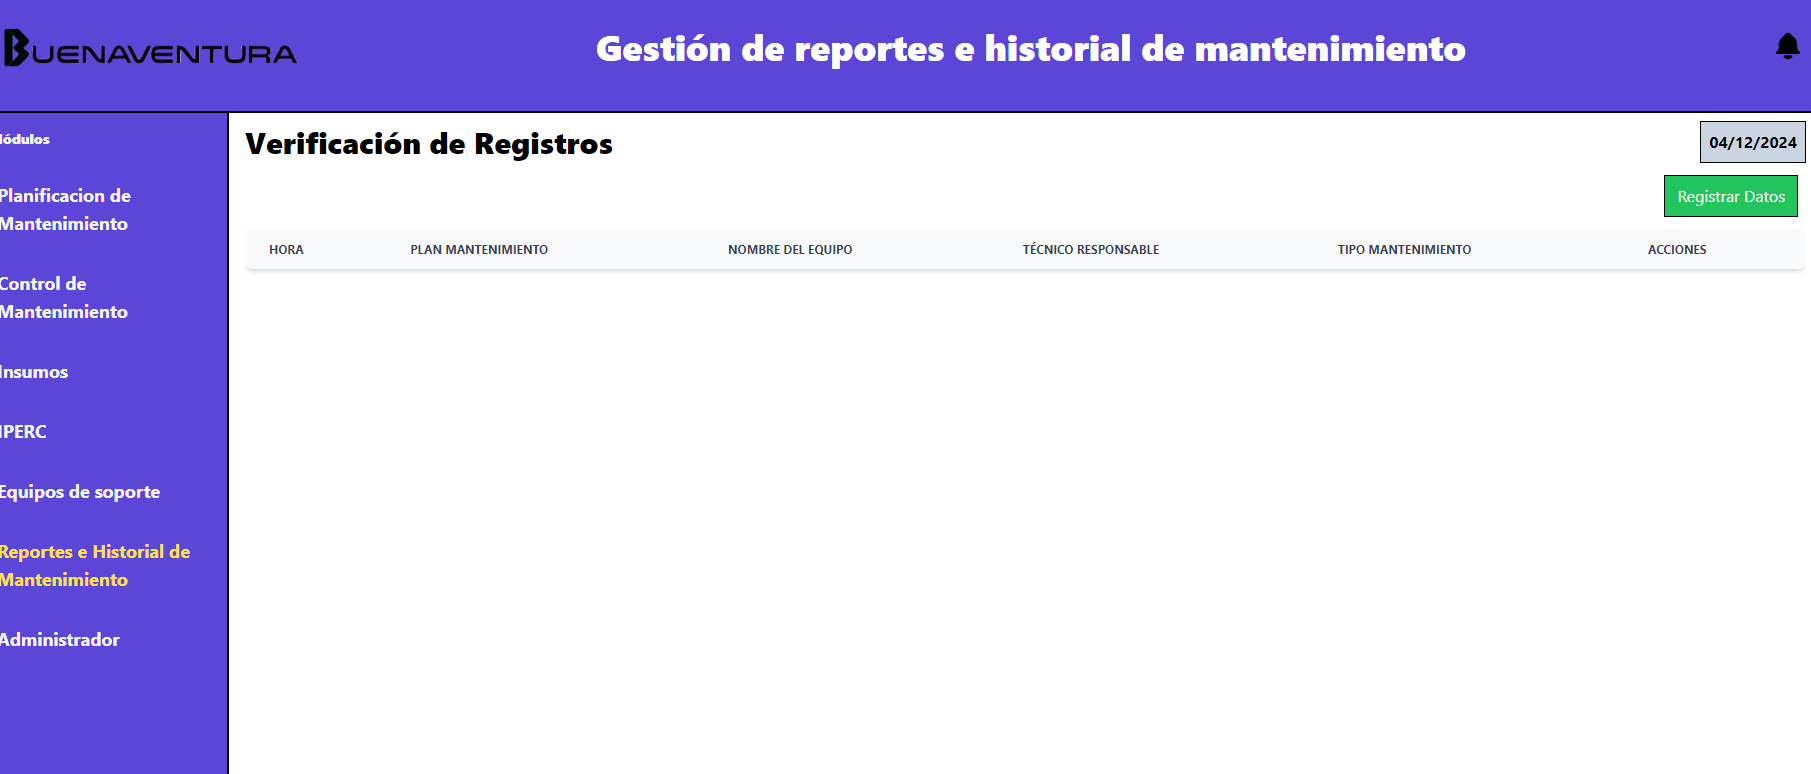 BUENAVENTURA
Gestión de reportes e historial de mantenimiento
ódulos
Planificacion de
Mantenimiento
Control de
Mantenimiento
Insumos
IPERC
Equipos de soporte
Reportes e Historial de
Mantenimiento
Administrador
Verificación de Registros
04/12/2024
Registrar Datos
HORA PLAN MANTENIMIENTO NOMBRE DEL EQUIPO TÉCNICO RESPONSABLE TIPO MANTENIMIENTO ACCIONES